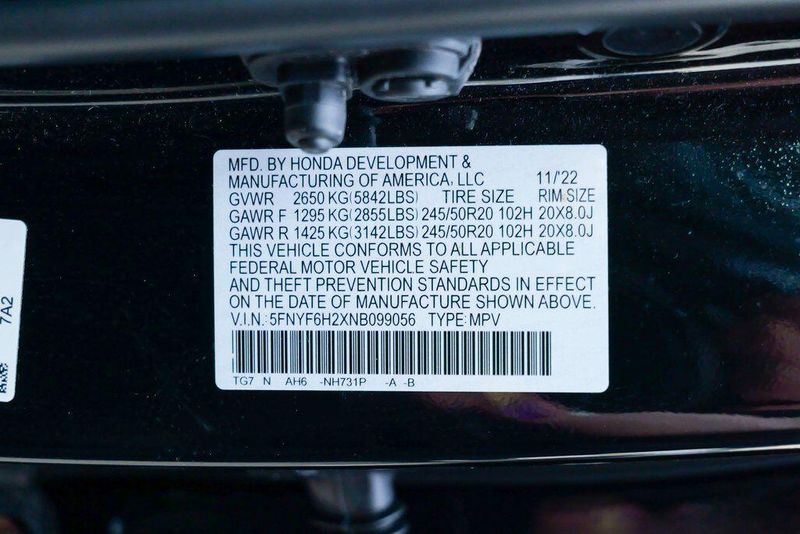 MFD. BY HONDA DEVELOPMENT &
MANUFACTURING OF AMERICA, LLC 11/'22
GVWR 2650 KG(5842LBS) TIRE SIZE RIM SIZE
GAWR F 1295 KG(2855LBS) 245/50R20 102H 20X8.0J
GAWR R 1425 KG(3142LBS) 245/50R20 102H 20X8.0J
THIS VEHICLE CONFORMS TO ALL APPLICABLE
FEDERAL MOTOR VEHICLE SAFETY
AND THEFT PREVENTION STANDARDS IN EFFECT
ON THE DATE OF MANUFACTURE SHOWN ABOVE.
V.I.N.:5FNYF6H2XNB099056 TYPE:MPV
TG7 N AH6 -NH731P -A -B
7A2